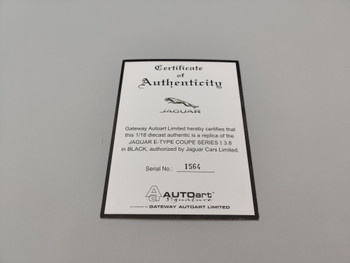 Certificate
of
Authenticity
JAGUAR
Gateway Autoart Limited hereby certifies that
this 1/18 diecast authentic is a replica of the
JAGUAR E-TYPE COUPE SERIES I 3.8
in BLACK, authorized by Jaguar Cars Limited.
Serial No.: 1564
AA AUTOart
Signature
GATEWAY AUTOART LIMITED